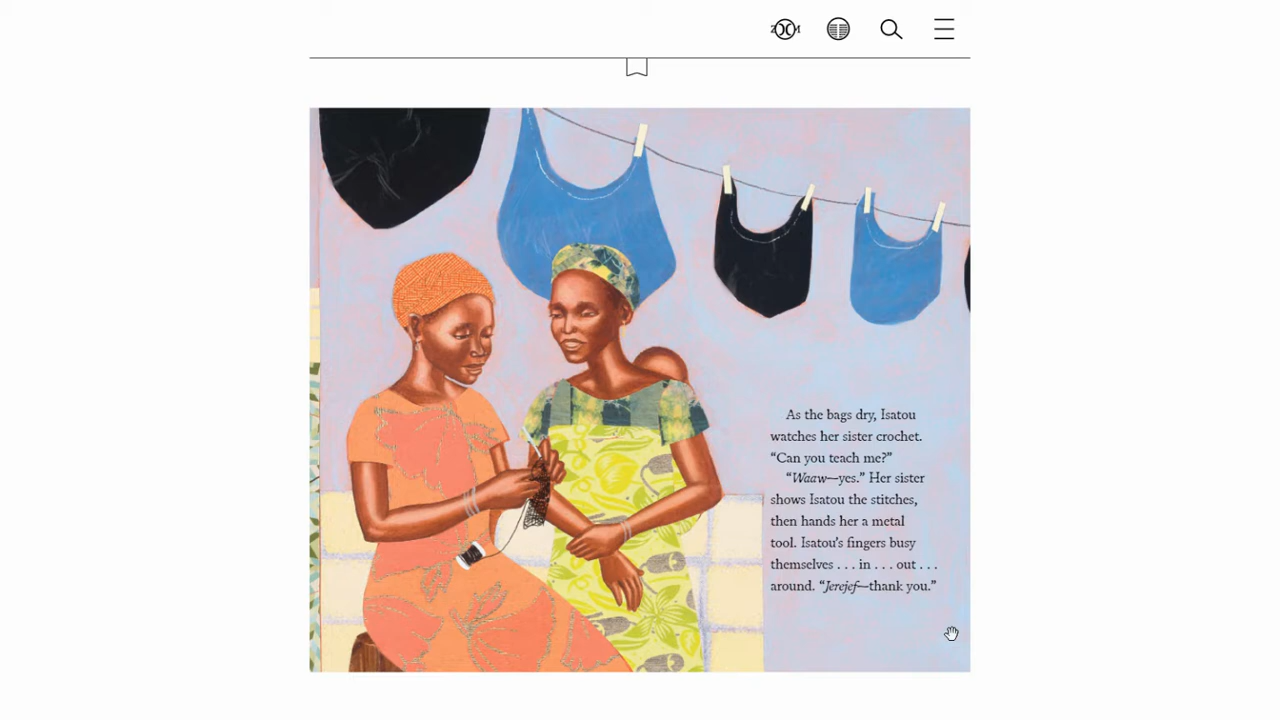 As the bags dry, Isatou
watches her sister crochet.
“Can you teach me?”
“Waaw—yes.” Her sister
shows Isatou the stitches,
then hands her a metal
tool. Isatou’s fingers busy
themselves . . . in . . . out . . .
around. “Jerejef—thank you.”